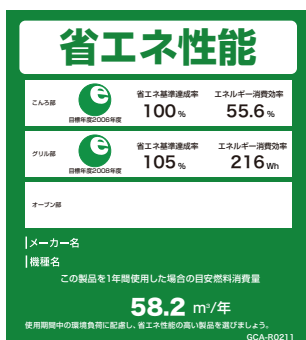 省エネ性能
こんろ部
e
目標年度2006年度
省エネ基準達成率
100%
エネルギー消費効率
55.6%
グリル部
e
目標年度2008年度
省エネ基準達成率
105%
エネルギー消費効率
216Wh
オーブン部
メーカー名
機種名
この製品を1年間使用した場合の目安燃料消費量
58.2 m³/年
使用期間中の環境負荷に配慮し、省エネ性能の高い製品を選びましょう。
GCA-R0211